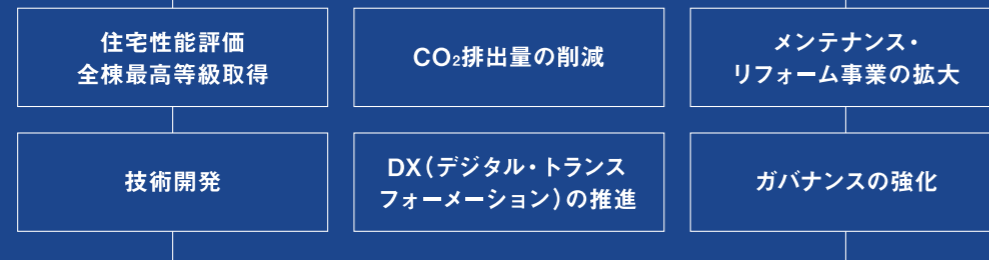 住宅性能評価
全棟最高等級取得
CO₂排出量の削減
メンテナンス・
リフォーム事業の拡大
技術開発
DX(デジタル・トランス
フォーメーション)の推進
ガバナンスの強化